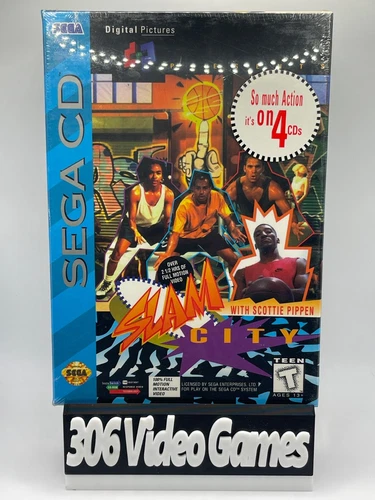 SEGA
Digital Pictures
SEGA CD
So much Action
it's on 4 CDs
OVER
2 1/2 HRS OF
FULL MOTION
VIDEO
SLAM
CITY
WITH SCOTTIE PIPPEN
SEGA
100% FULL
MOTION
INTERACTIVE
VIDEO
LICENSED BY SEGA ENTERPRISES, LTD.
FOR PLAY ON THE SEGA CD™ SYSTEM
TEEN
T
AGES 13+
306 Video Games